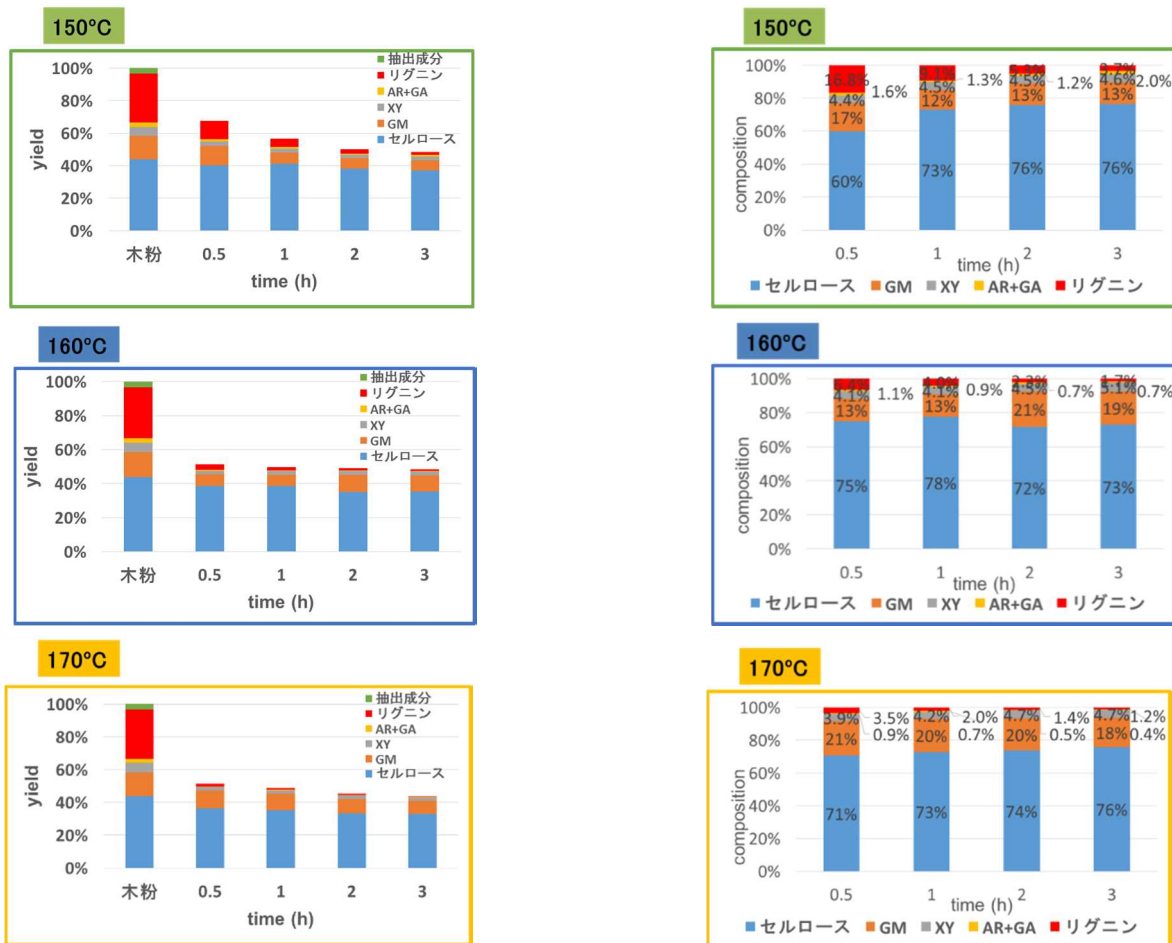 150℃
抽出成分
リグニン
AR+GA
XY
GM
セルロース
100%
80%
60%
40%
20%
0%
yield
木粉 0.5 1 2 3
time (h)
150℃
100%
80%
60%
40%
20%
0%
composition
16.8% 9.1% 5.3% 3.7%
1.6% 1.3% 1.2% 2.0%
4.4% 4.5% 4.5% 4.6%
17% 12% 13% 13%
60% 73% 76% 76%
0.5 1 2 3
time (h)
セルロース GM XY AR+GA リグニン
160℃
抽出成分
リグニン
AR+GA
XY
GM
セルロース
100%
80%
60%
40%
20%
0%
yield
木粉 0.5 1 2 3
time (h)
160℃
100%
80%
60%
40%
20%
0%
composition
4.0% 1.7%
1.1% 0.9% 0.7% 0.7%
4.1% 4.1% 4.5% 5.1%
13% 13% 21% 19%
75% 78% 72% 73%
0.5 1 2 3
time (h)
セルロース GM XY AR+GA リグニン
170℃
抽出成分
リグニン
AR+GA
XY
GM
セルロース
100%
80%
60%
40%
20%
0%
yield
木粉 0.5 1 2 3
time (h)
170℃
100%
80%
60%
40%
20%
0%
composition
3.9% 3.5% 4.2% 2.0% 4.7% 1.4% 4.7% 1.2%
21% 0.9% 20% 0.7% 20% 0.5% 18% 0.4%
71% 73% 74% 76%
0.5 1 2 3
time (h)
セルロース GM XY AR+GA リグニン